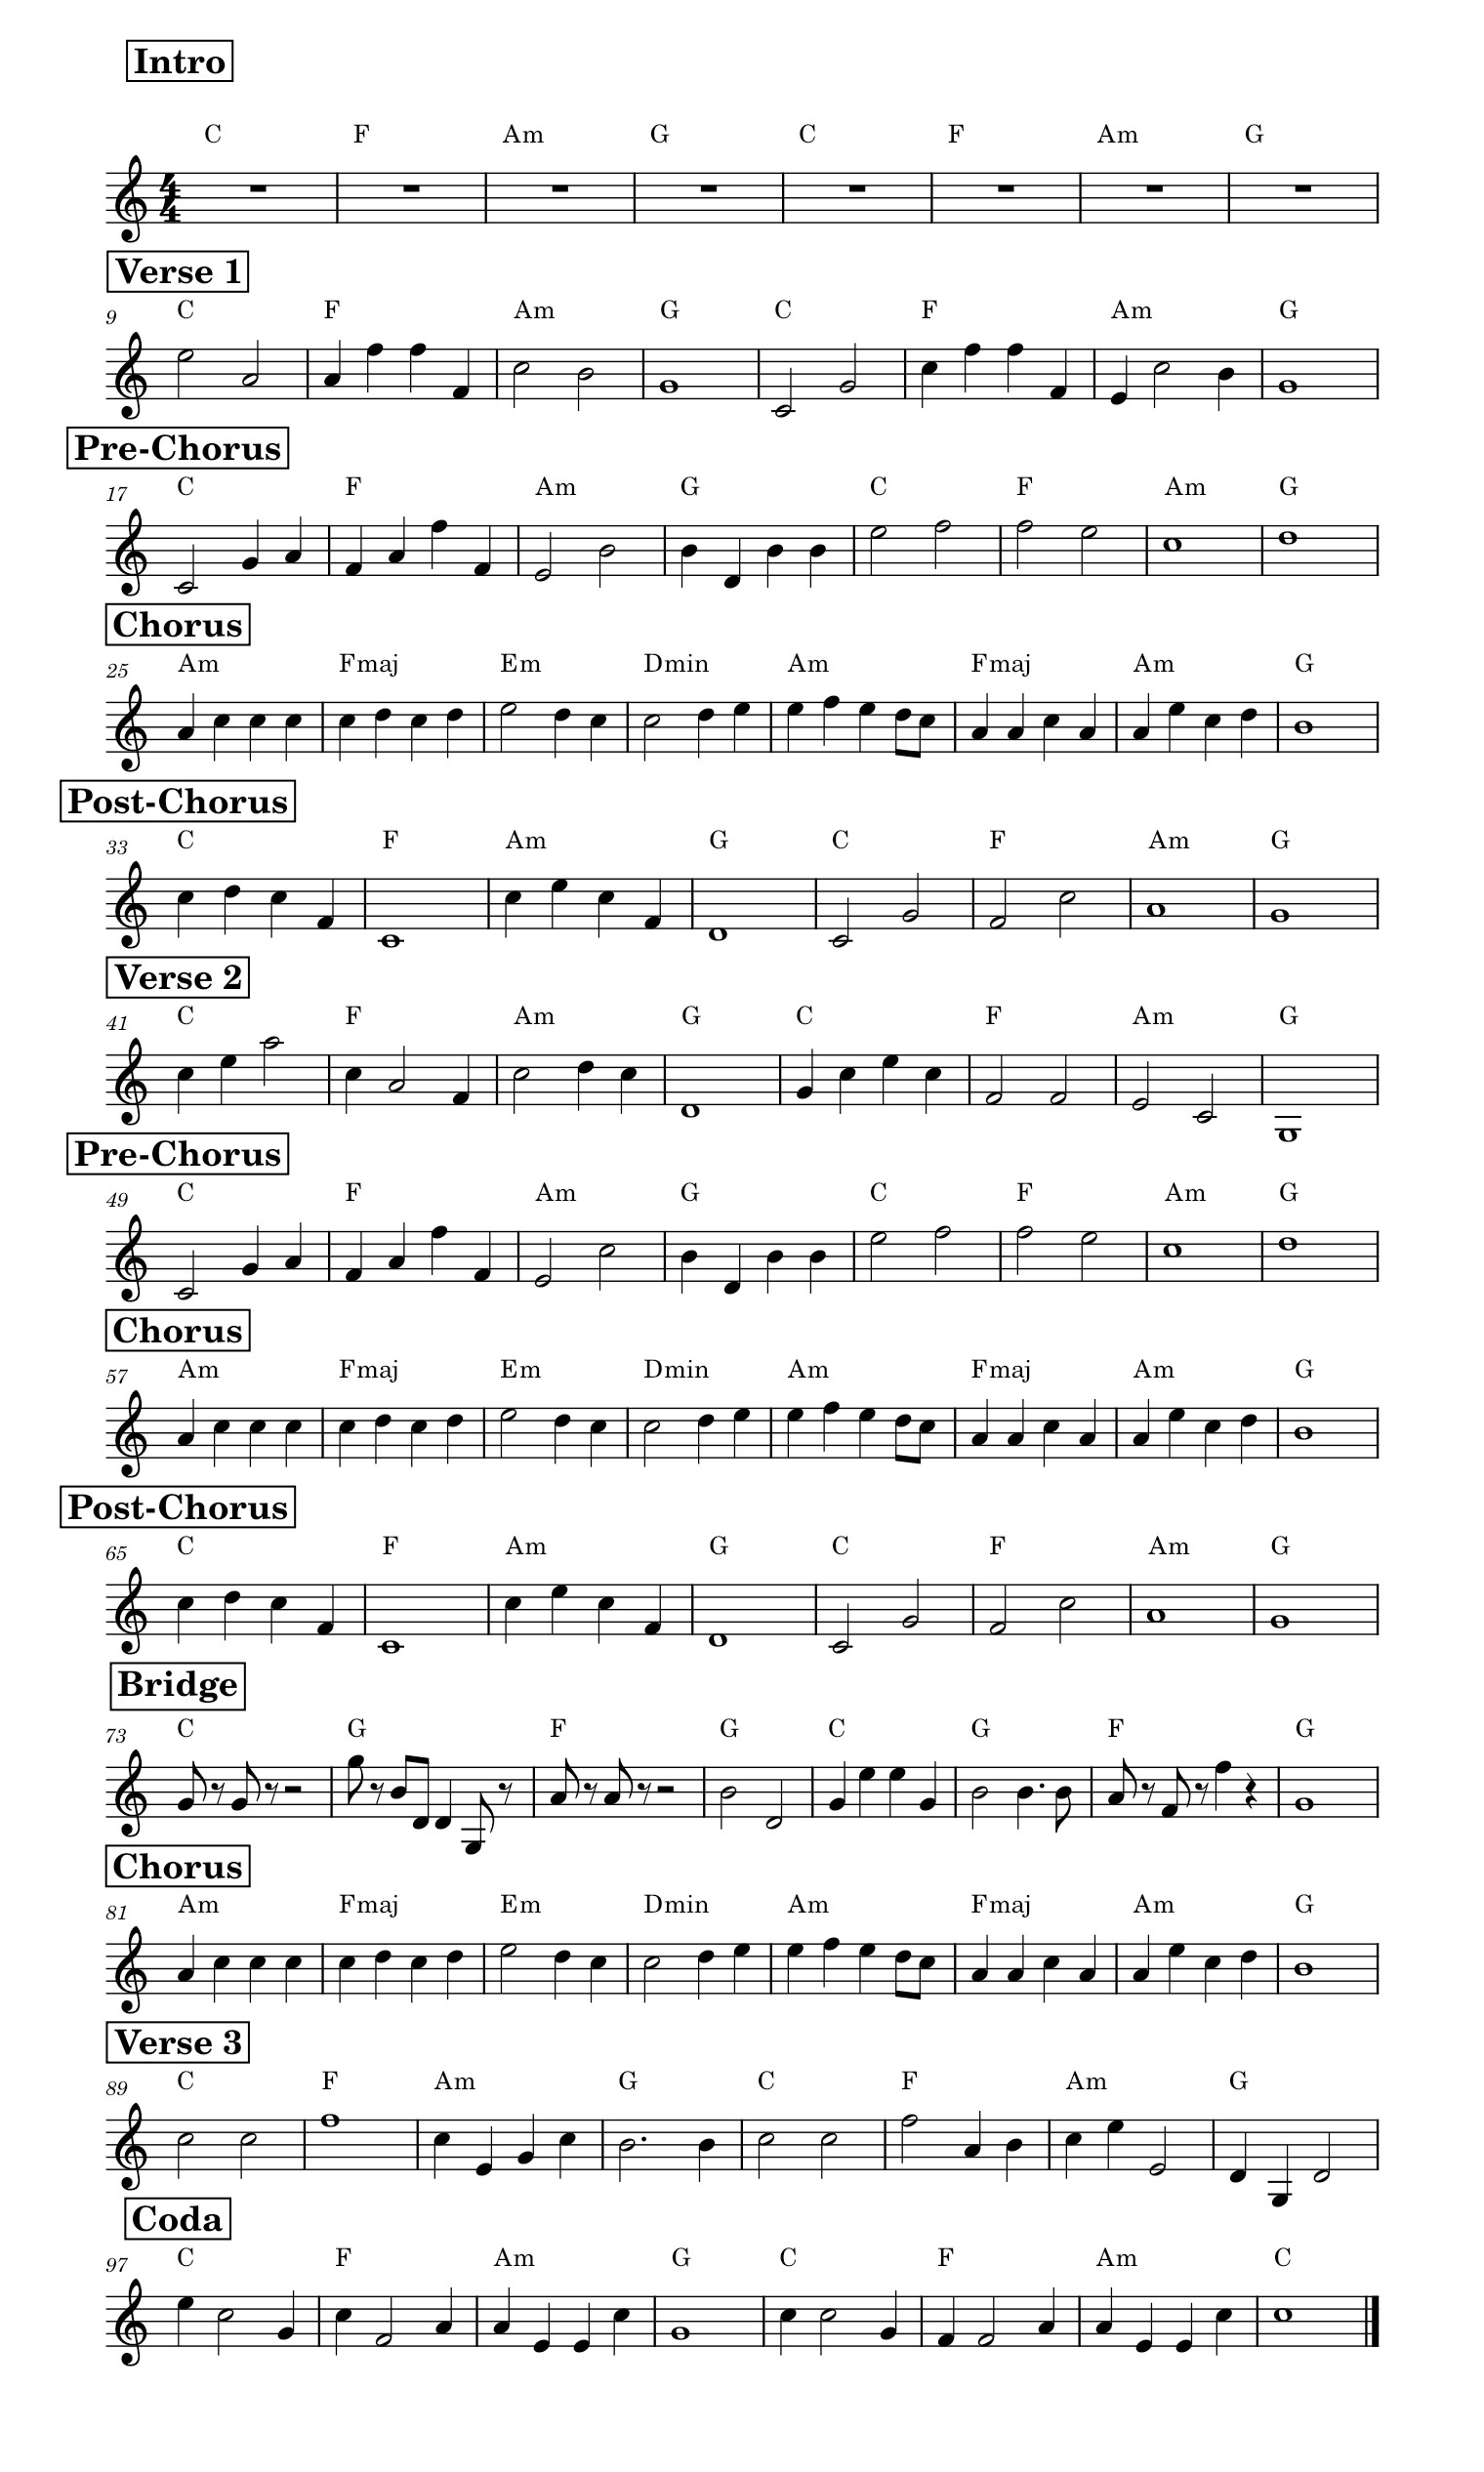 Intro
C F Am G C F Am G
4
4
Verse 1
9 C F Am G C F Am G
Pre-Chorus
17 C F Am G C F Am G
Chorus
25 Am Fmaj Em Dmin Am Fmaj Am G
Post-Chorus
33 C F Am G C F Am G
Verse 2
41 C F Am G C F Am G
Pre-Chorus
49 C F Am G C F Am G
Chorus
57 Am Fmaj Em Dmin Am Fmaj Am G
Post-Chorus
65 C F Am G C F Am G
Bridge
73 C G F G C G F G
Chorus
81 Am Fmaj Em Dmin Am Fmaj Am G
Verse 3
89 C F Am G C F Am G
Coda
97 C F Am G C F Am C